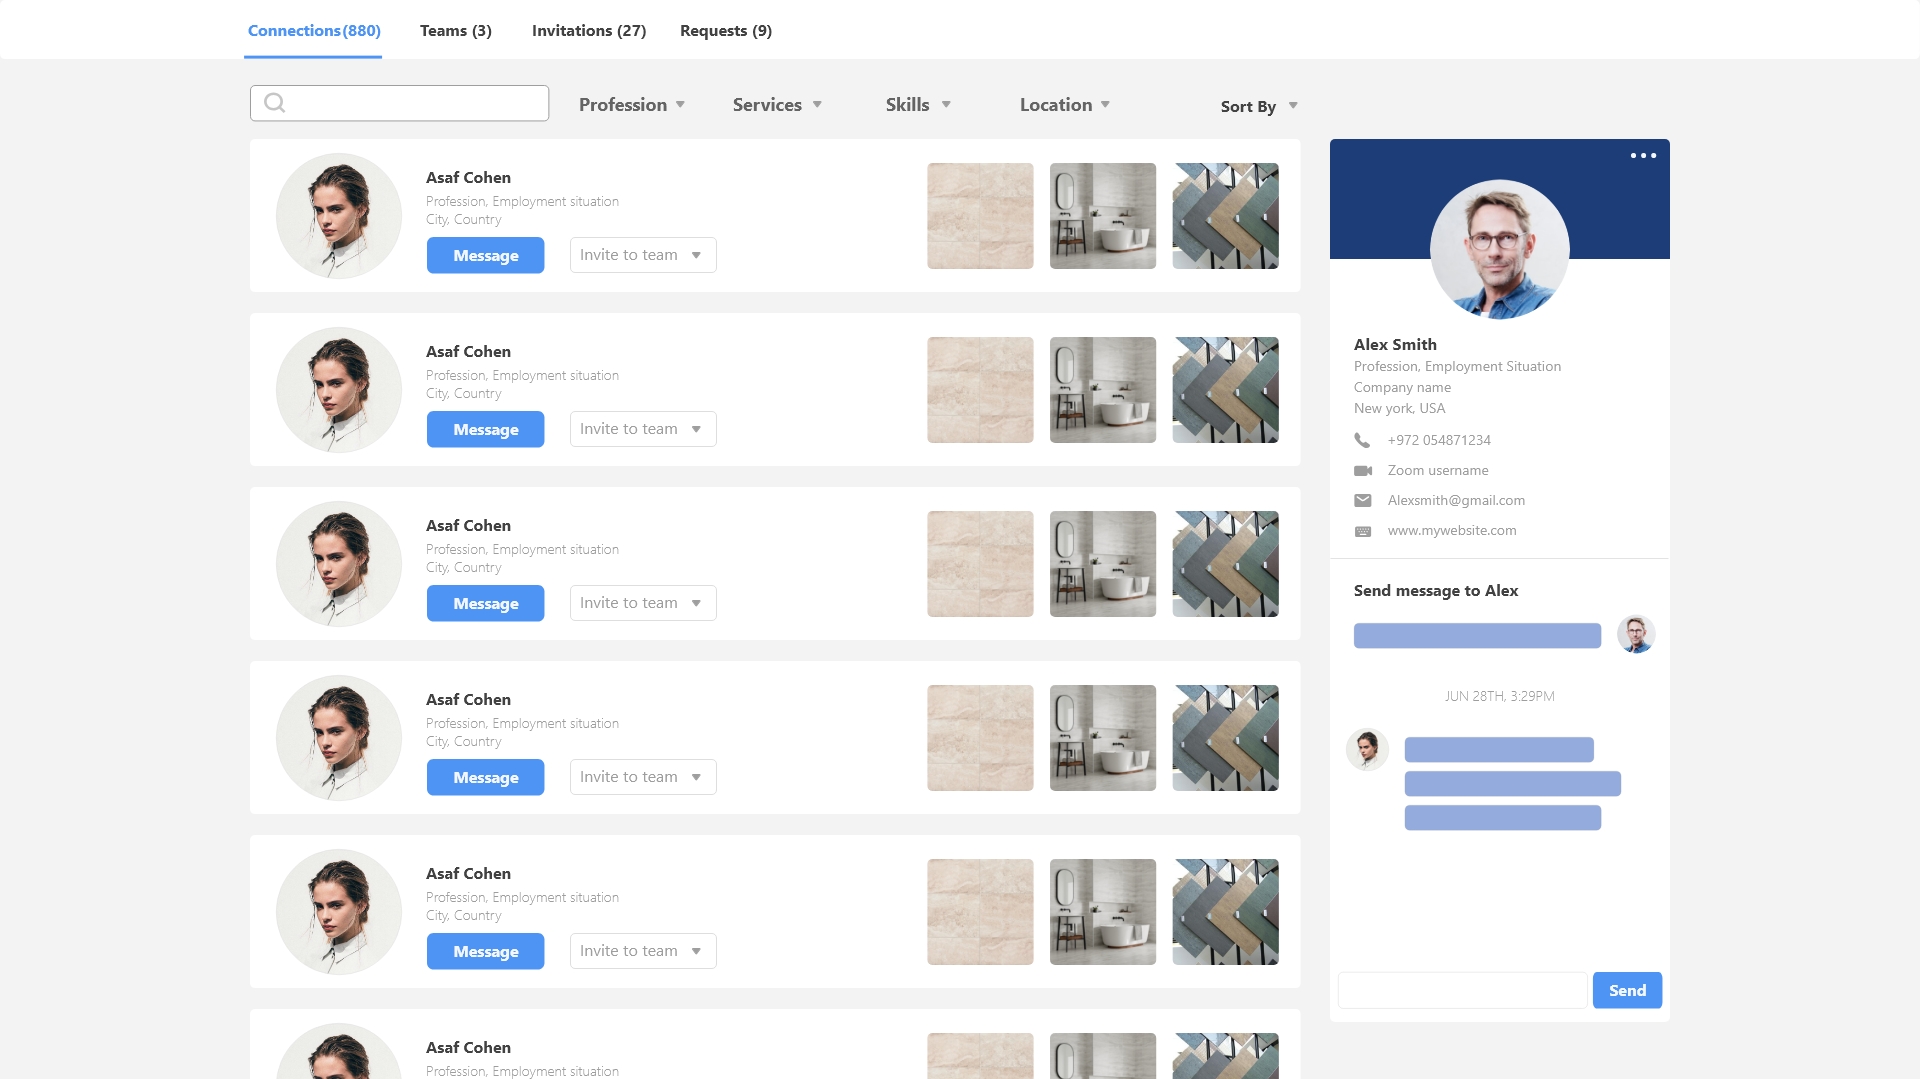 Connections(880) Teams (3) Invitations (27) Requests (9)
Profession Services Skills Location Sort By
Asaf Cohen
Profession, Employment situation
City, Country
Message Invite to team
Asaf Cohen
Profession, Employment situation
City, Country
Message Invite to team
Asaf Cohen
Profession, Employment situation
City, Country
Message Invite to team
Asaf Cohen
Profession, Employment situation
City, Country
Message Invite to team
Asaf Cohen
Profession, Employment situation
City, Country
Message Invite to team
Asaf Cohen
Profession, Employment situation
Alex Smith
Profession, Employment Situation
Company name
New york, USA
+972 054871234
Zoom username
Alexsmith@gmail.com
www.mywebsite.com
Send message to Alex
JUN 28TH, 3:29PM
Send